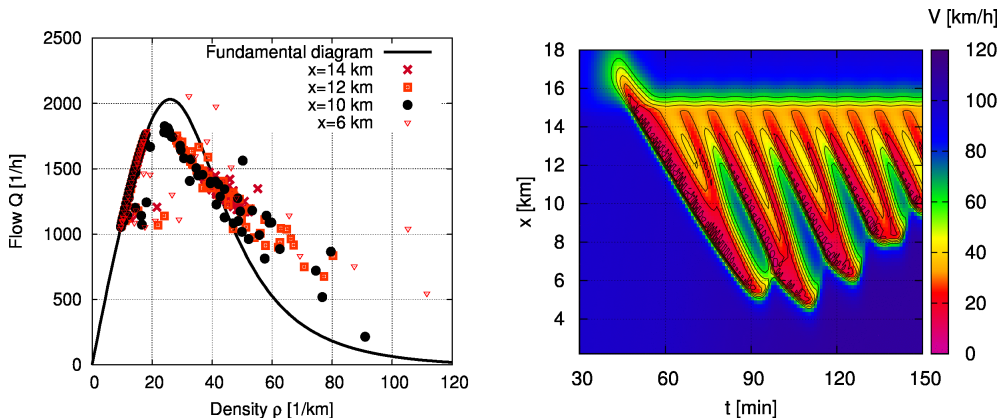 2500
2000
1500
1000
500
0
0 20 40 60 80 100 120
Flow Q [1/h]
Density ρ [1/km]
Fundamental diagram
x=14 km
x=12 km
x=10 km
x=6 km
V [km/h]
18
16
14
12
10
8
6
4
30 60 90 120 150
x [km]
t [min]
120
100
80
60
40
20
0